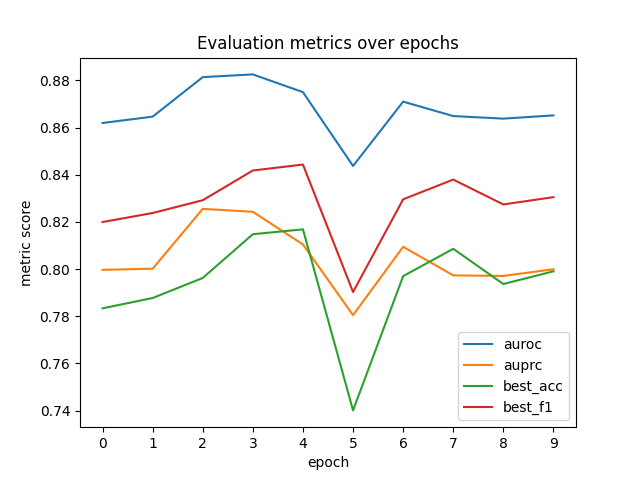 Evaluation metrics over epochs
metric score
0.88
0.86
0.84
0.82
0.80
0.78
0.76
0.74
auroc
auprc
best_acc
best_f1
0 1 2 3 4 5 6 7 8 9
epoch